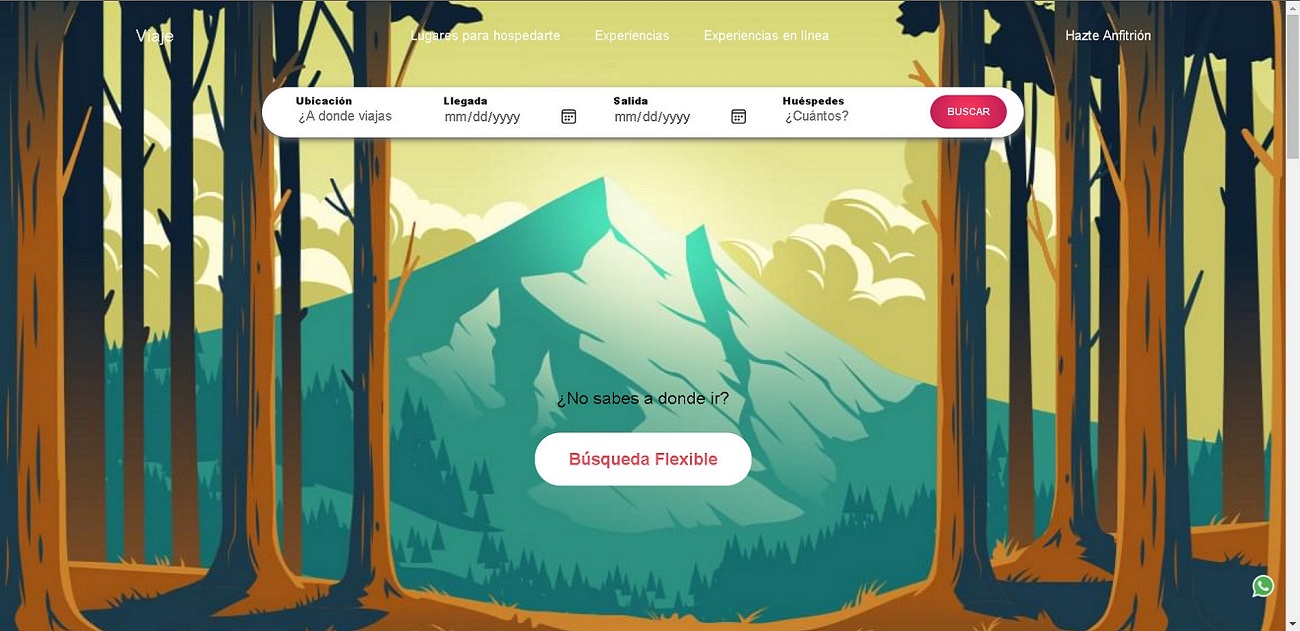 Viaje
Lugares para hospedarte
Experiencias
Experiencias en linea
Hazte Anfitrión
Ubicación
¿A donde viajas
Llegada
mm/dd/yyyy
Salida
mm/dd/yyyy
Huéspedes
¿Cuántos?
BUSCAR
¿No sabes a donde ir?
Búsqueda Flexible